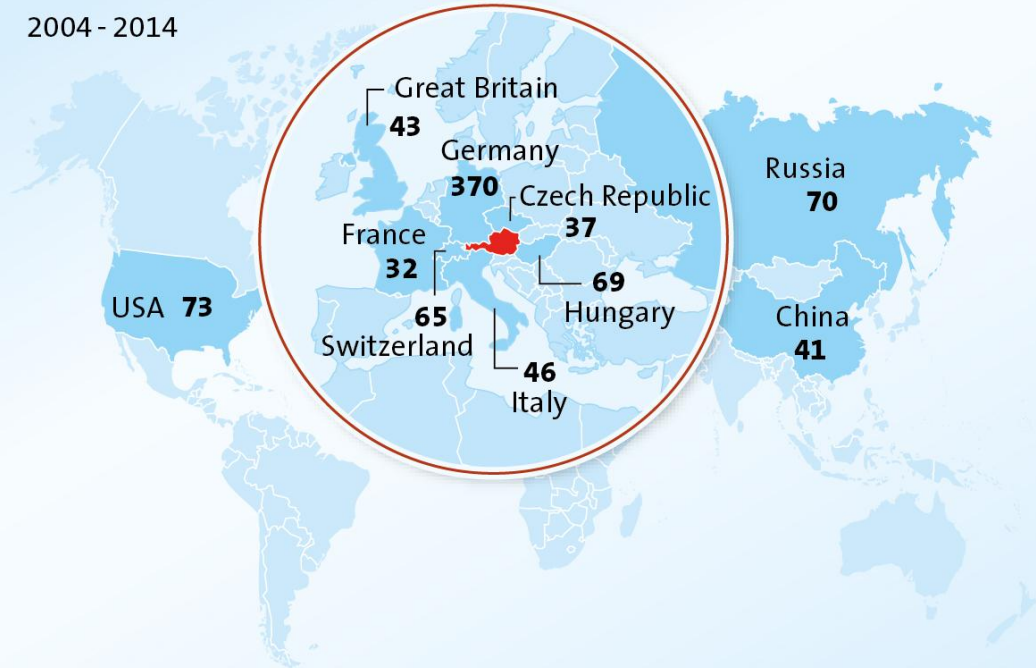 2004 - 2014
Great Britain
43
Germany
370
Czech Republic
37
France
32
69
Hungary
65
Switzerland
46
Italy
USA 73
Russia
70
China
41